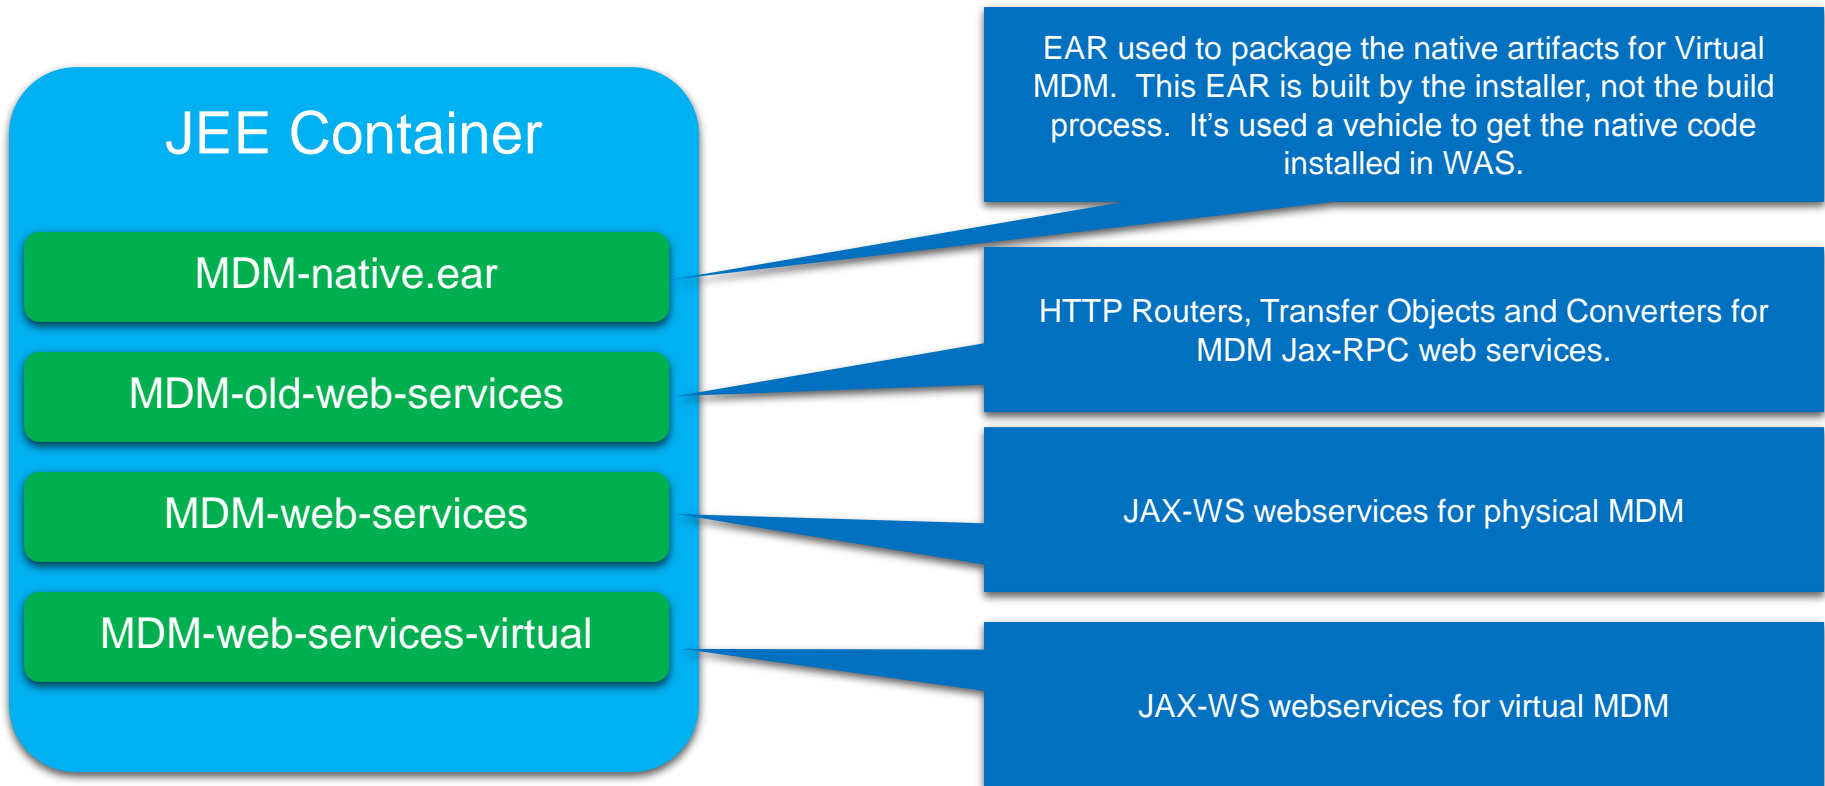 JEE Container
MDM-native.ear
MDM-old-web-services
MDM-web-services
MDM-web-services-virtual
EAR used to package the native artifacts for Virtual
MDM.  This EAR is built by the installer, not the build
process.  It’s used a vehicle to get the native code
installed in WAS.
HTTP Routers, Transfer Objects and Converters for
MDM Jax-RPC web services.
JAX-WS webservices for physical MDM
JAX-WS webservices for virtual MDM